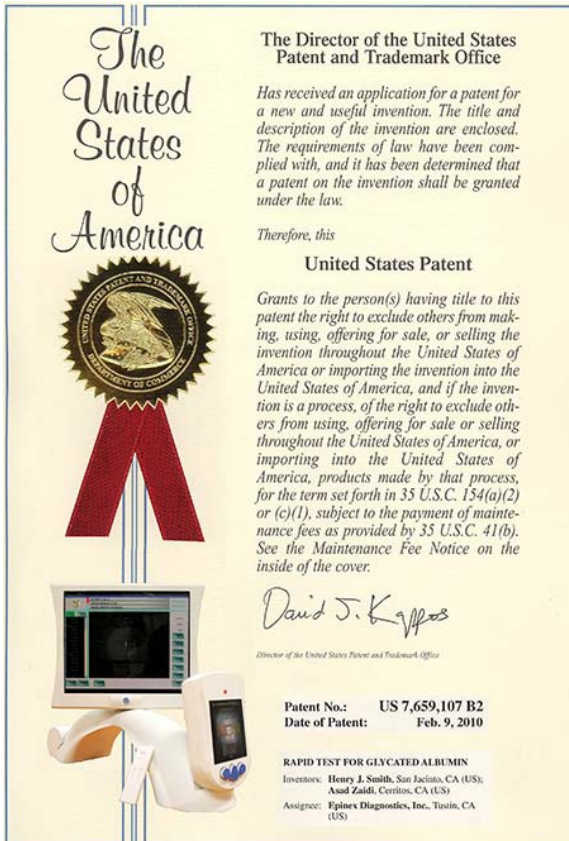 The
United
States
of
America
UNITED STATES PATENT AND TRADEMARK OFFICE
DEPARTMENT OF COMMERCE
The Director of the United States
Patent and Trademark Office
Has received an application for a patent for
a new and useful invention. The title and
description of the invention are enclosed.
The requirements of law have been com-
plied with, and it has been determined that
a patent on the invention shall be granted
under the law.
Therefore, this
United States Patent
Grants to the person(s) having title to this
patent the right to exclude others from mak-
ing, using, offering for sale, or selling the
invention throughout the United States of
America or importing the invention into the
United States of America, and if the inven-
tion is a process, of the right to exclude oth-
ers from using, offering for sale or selling
throughout the United States of America, or
importing into the United States of
America, products made by that process,
for the term set forth in 35 U.S.C. 154(a)(2)
or (c)(1), subject to the payment of mainte-
nance fees as provided by 35 U.S.C. 41(b).
See the Maintenance Fee Notice on the
inside of the cover.
David J. Kappos
Director of the United States Patent and Trademark Office
Patent No.: US 7,659,107 B2
Date of Patent: Feb. 9, 2010
RAPID TEST FOR GLYCATED ALBUMIN
Inventors: Henry J. Smith, San Jacinto, CA (US);
Asad Zaidi, Cerritos, CA (US)
Assignee: Epinex Diagnostics, Inc., Tustin, CA
(US)